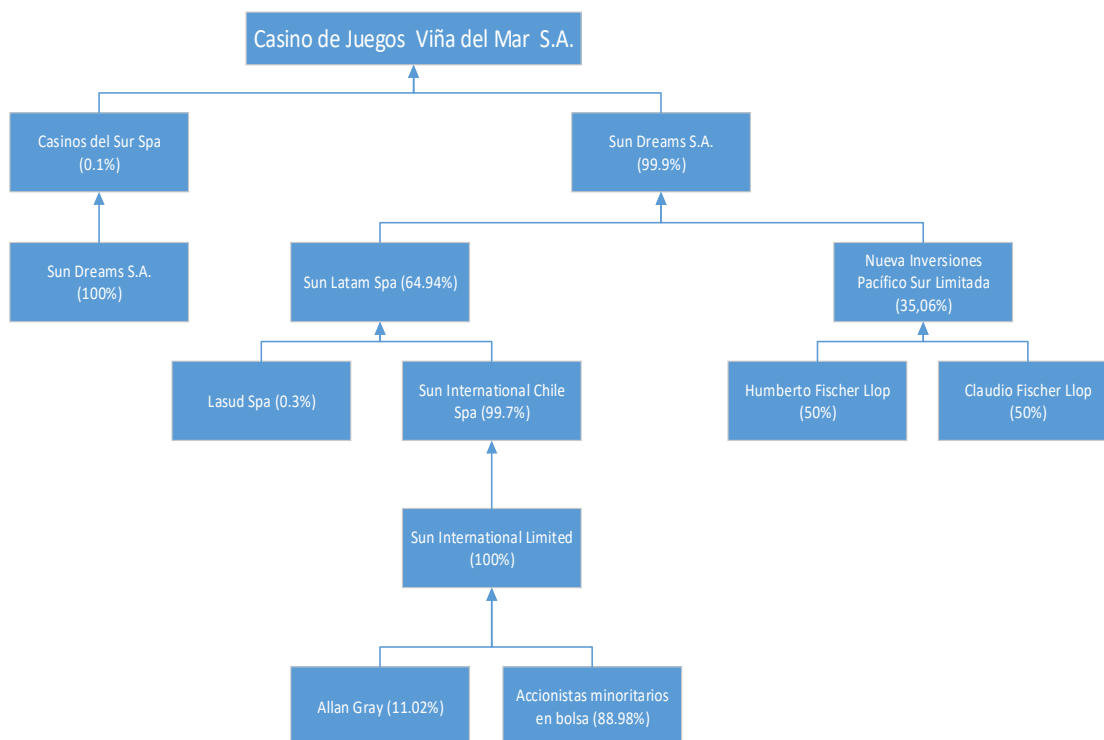 Casino de Juegos  Viña del Mar  S.A.
Casinos del Sur Spa
(0.1%)
Sun Dreams S.A.
(99.9%)
Sun Dreams S.A.
(100%)
Sun Latam Spa (64.94%)
Nueva Inversiones
Pacífico Sur Limitada
(35,06%)
Lasud Spa (0.3%)
Sun International Chile
Spa (99.7%)
Humberto Fischer Llop
(50%)
Claudio Fischer Llop
(50%)
Sun International Limited
(100%)
Allan Gray (11.02%)
Accionistas minoritarios
en bolsa (88.98%)